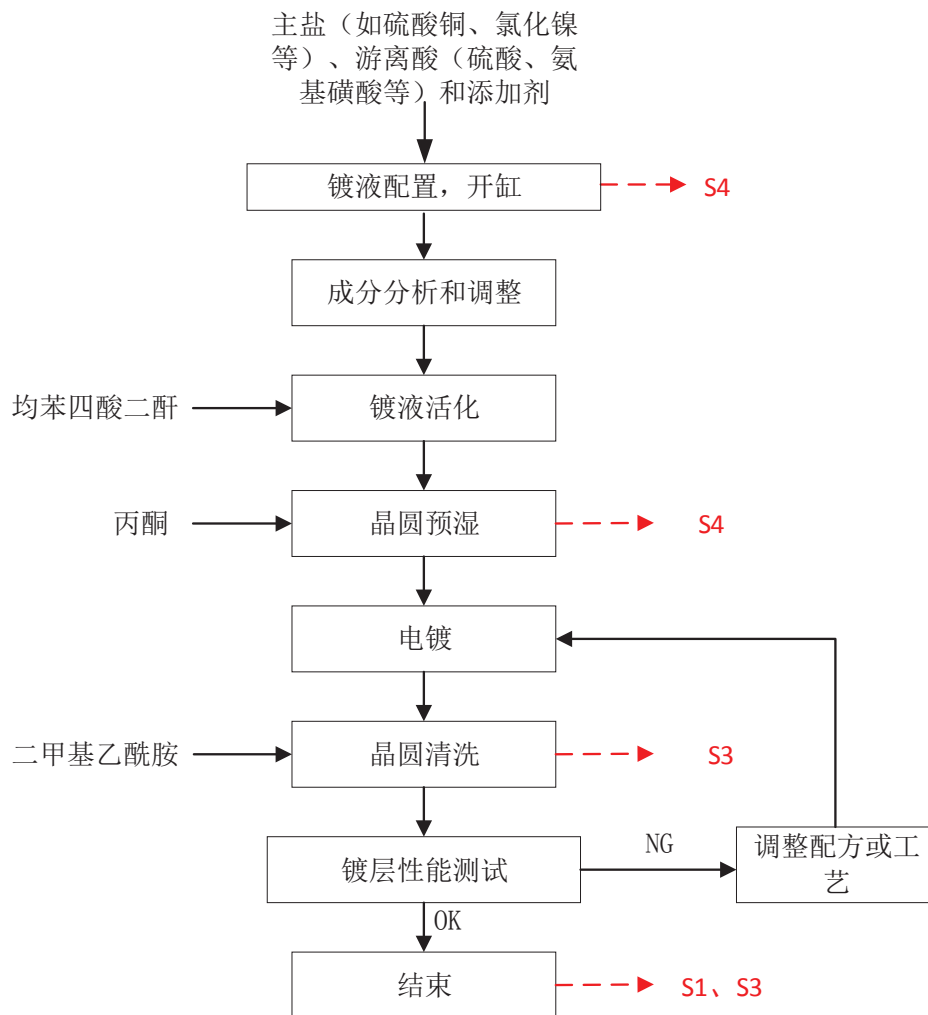 主盐（如硫酸铜、氯化镍
等）、游离酸（硫酸、氨
基磺酸等）和添加剂
镀液配置，开缸
S4
成分分析和调整
均苯四酸二酐
镀液活化
丙酮
晶圆预湿
S4
电镀
二甲基乙酰胺
晶圆清洗
S3
镀层性能测试
NG
调整配方或工
艺
OK
结束
S1、S3